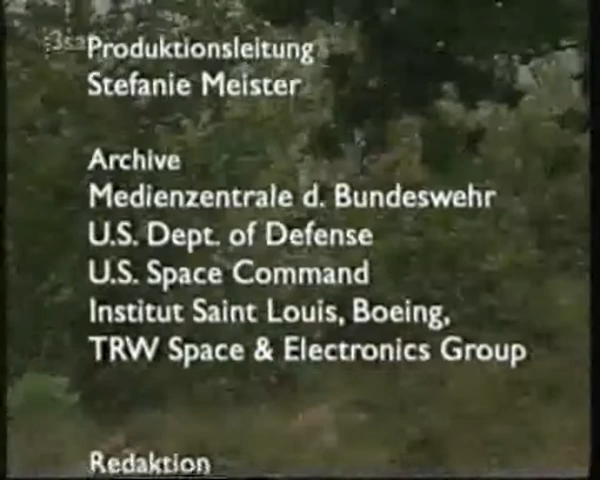 3sat
Produktionsleitung
Stefanie Meister
Archive
Medienzentrale d. Bundeswehr
U.S. Dept. of Defense
U.S. Space Command
Institut Saint Louis, Boeing,
TRW Space & Electronics Group
Redaktion